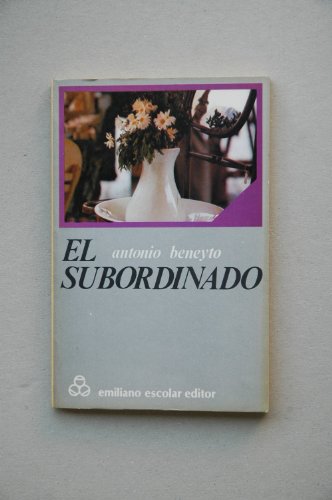 EL antonio beneyto
SUBORDINADO
emiliano escolar editor